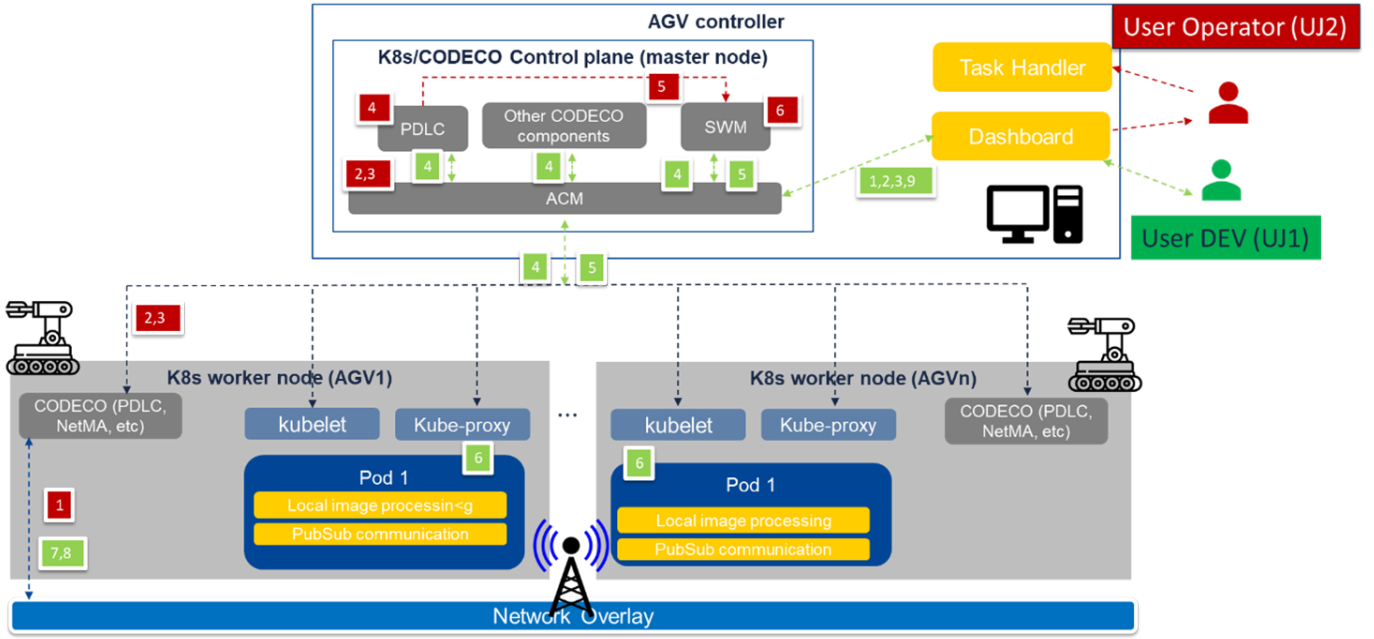 AGV controller
User Operator (UJ2)
K8s/CODECO Control plane (master node)
Task Handler
5
4
6
PDLC
Other CODECO
components
SWM
Dashboard
4
4
4
5
2,3
1,2,3,9
ACM
User DEV (UJ1)
4
5
2,3
K8s worker node (AGV1)
K8s worker node (AGVn)
CODECO (PDLC,
NetMA, etc)
kubelet
Kube-proxy
...
kubelet
Kube-proxy
CODECO (PDLC,
NetMA, etc)
6
6
Pod 1
Local image processin<g
PubSub communication
Pod 1
Local image processing
PubSub communication
1
7,8
Network Overlay